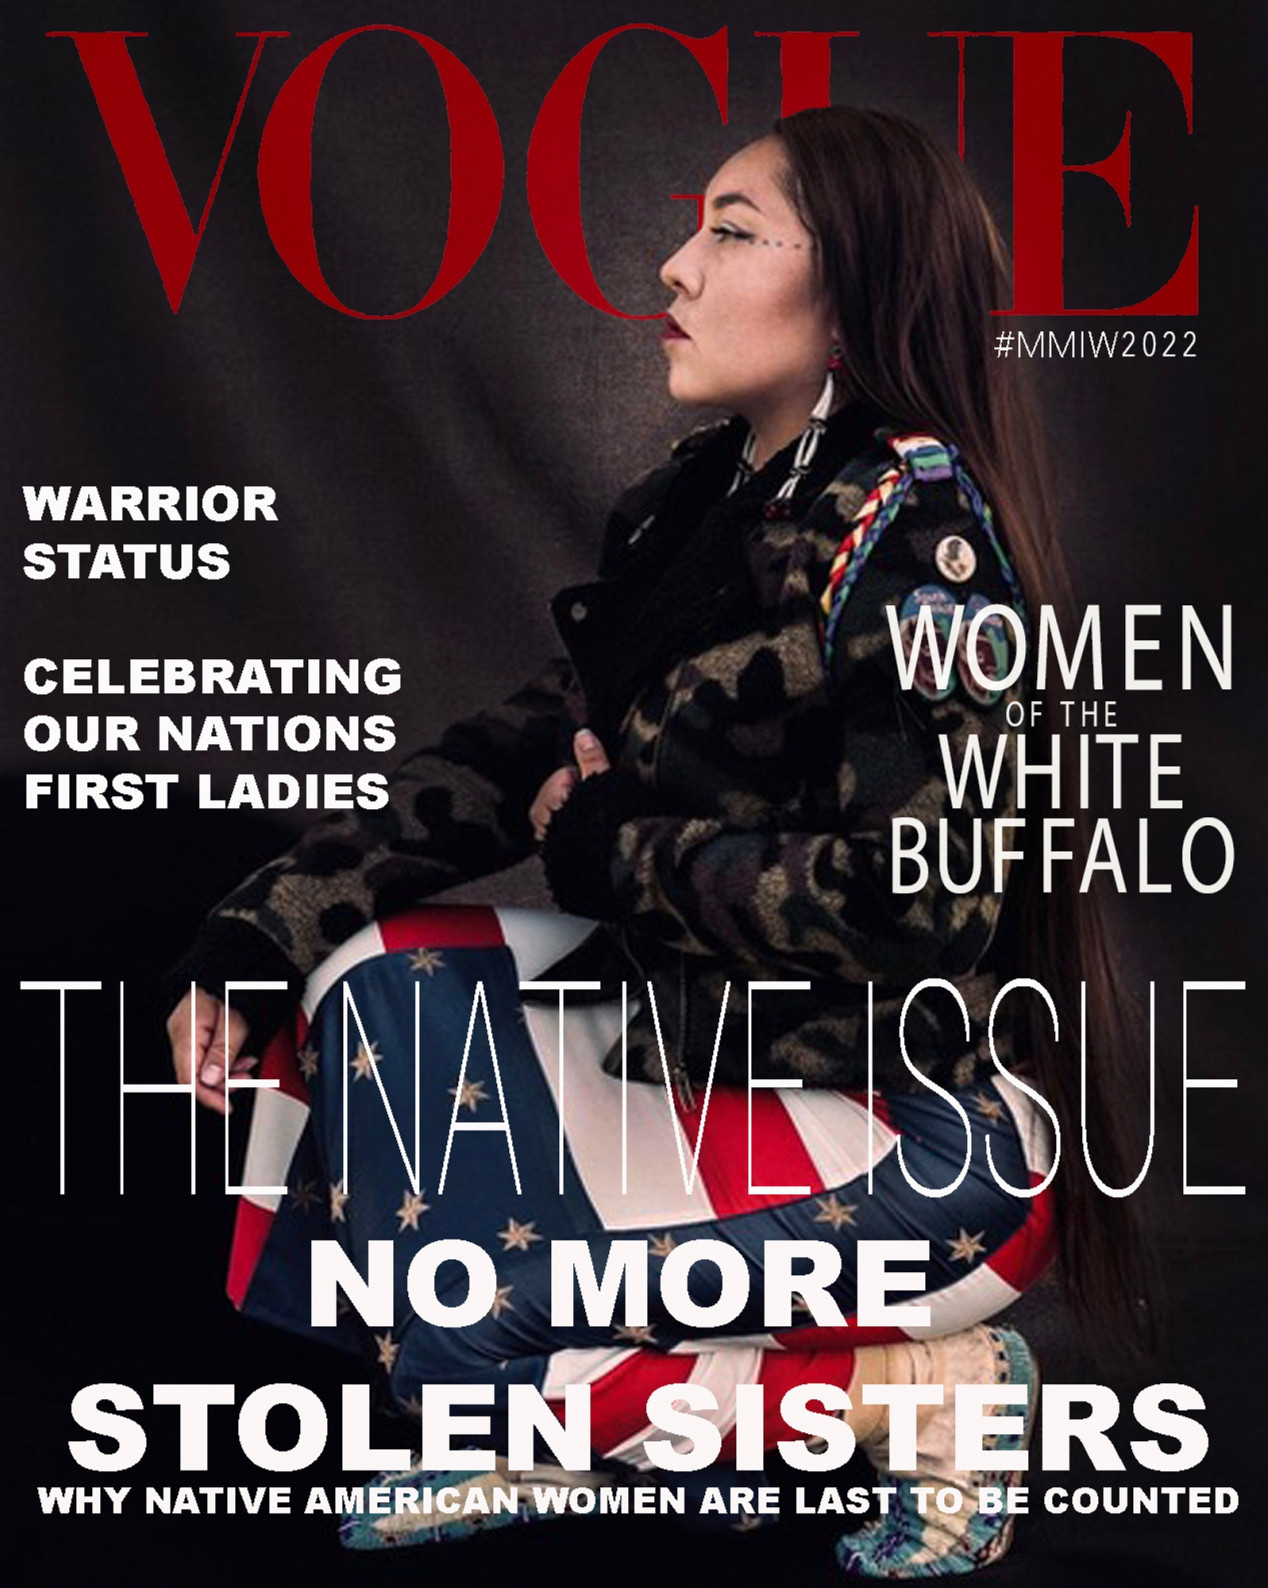 VOGUE
#MMIW2022
WARRIOR
STATUS
CELEBRATING
OUR NATIONS
FIRST LADIES
WOMEN
OF THE
WHITE
BUFFALO
THE NATIVE ISSUE
NO MORE
STOLEN SISTERS
WHY NATIVE AMERICAN WOMEN ARE LAST TO BE COUNTED